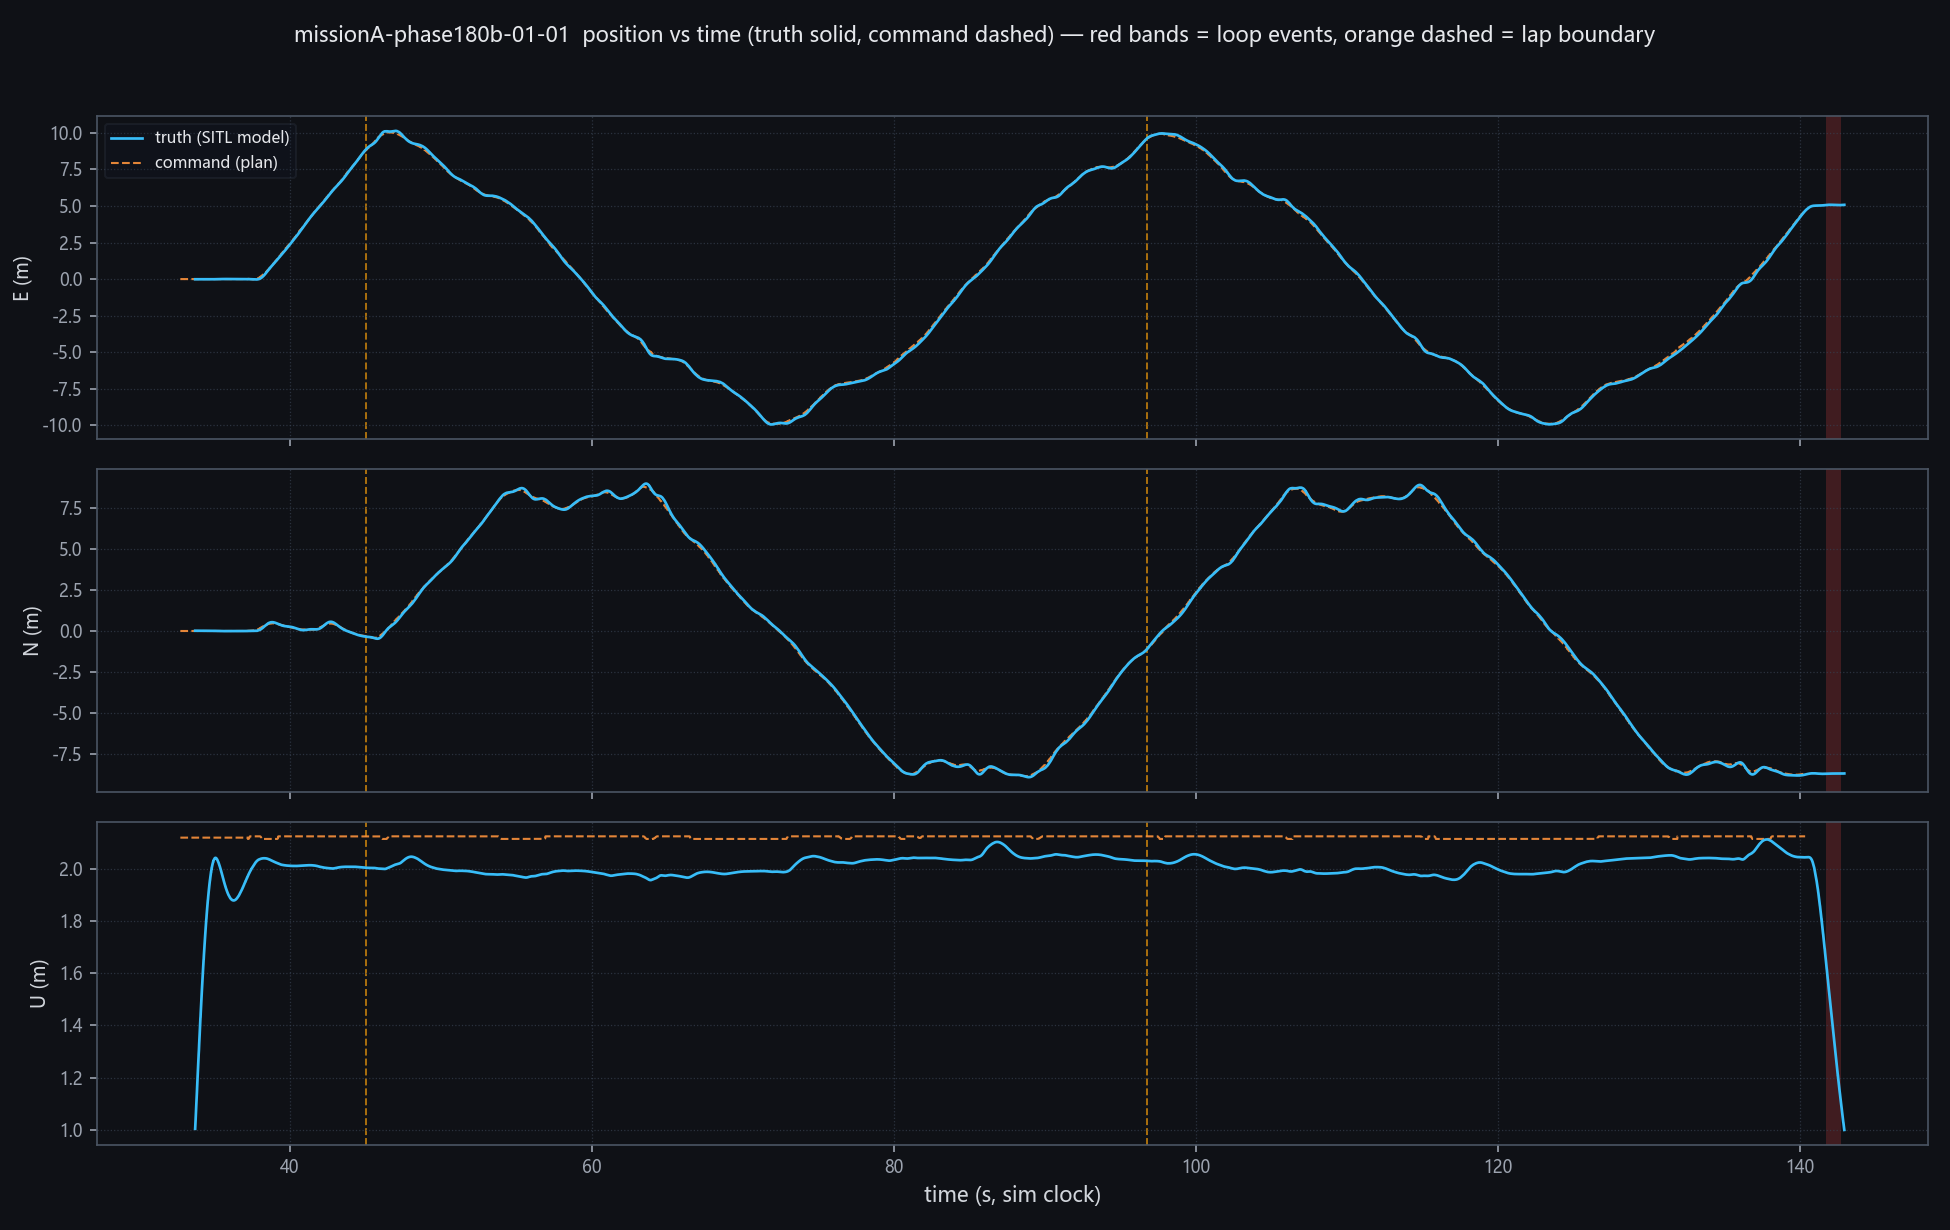 missionA-phase180b-01-01  position vs time (truth solid, command dashed) — red bands = loop events, orange dashed = lap boundary
truth (SITL model)
command (plan)
E (m)
10.0
7.5
5.0
2.5
0.0
-2.5
-5.0
-7.5
-10.0
N (m)
7.5
5.0
2.5
0.0
-2.5
-5.0
-7.5
U (m)
2.0
1.8
1.6
1.4
1.2
1.0
40 60 80 100 120 140
time (s, sim clock)